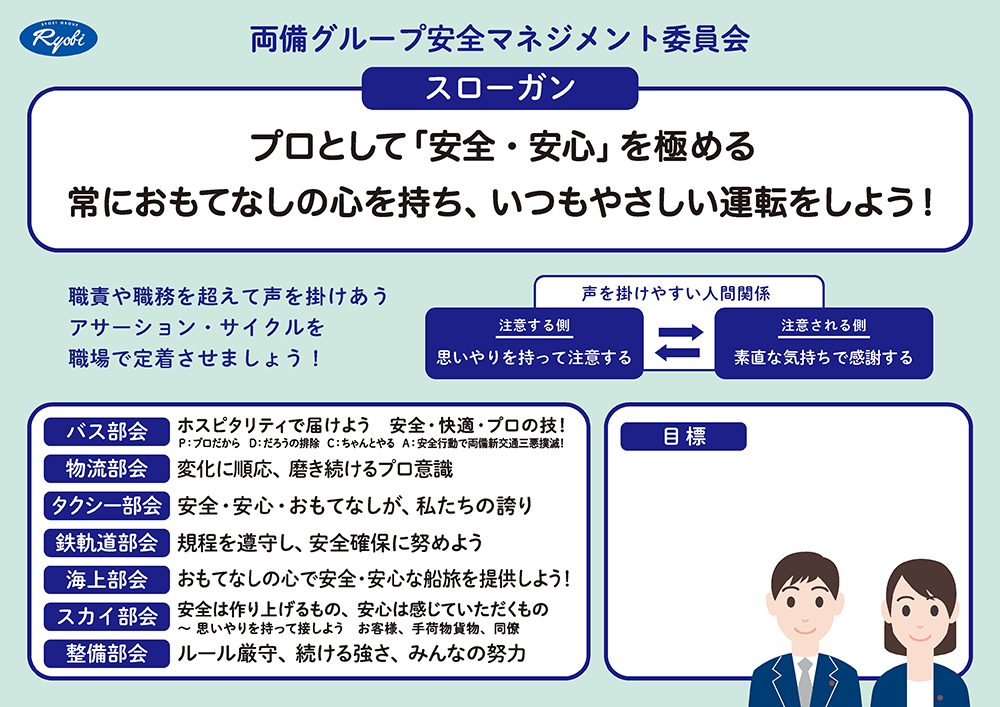 RYOBI GROUP
Ryobi
両備グループ安全マネジメント委員会
スローガン
プロとして「安全・安心」を極める
常におもてなしの心を持ち、いつもやさしい運転をしよう！
職責や職務を超えて声を掛けあう
アサーション・サイクルを
職場で定着させましょう！
声を掛けやすい人間関係
注意する側
思いやりを持って注意する
注意される側
素直な気持ちで感謝する
バス部会 ホスピタリティで届けよう　安全・快適・プロの技！
P：プロだから　D：だろうの排除　C：ちゃんとやる　A：安全行動で両備新交通三悪撲滅！
物流部会 変化に順応、磨き続けるプロ意識
タクシー部会 安全・安心・おもてなしが、私たちの誇り
鉄軌道部会 規程を遵守し、安全確保に努めよう
海上部会 おもてなしの心で安全・安心な船旅を提供しよう！
スカイ部会 安全は作り上げるもの、安心は感じていただくもの
～ 思いやりを持って接しよう　お客様、手荷物貨物、同僚
整備部会 ルール厳守、続ける強さ、みんなの努力
目標